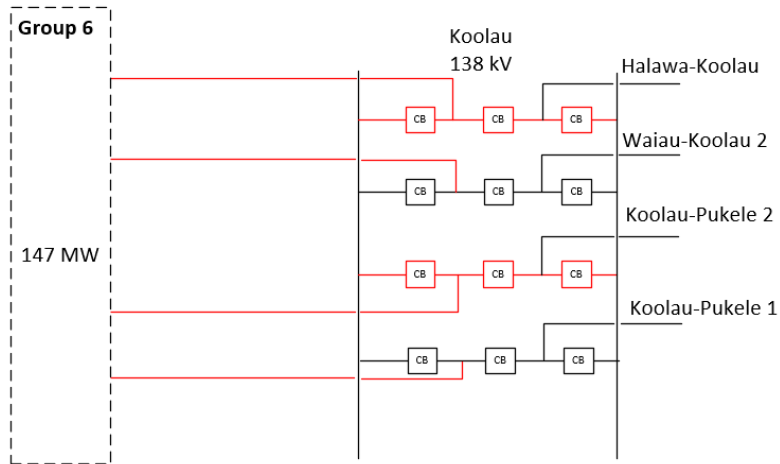 Group 6
Koolau
138 kV
Halawa-Koolau
CB CB CB
Waiau-Koolau 2
CB CB CB
Koolau-Pukele 2
147 MW
CB CB CB
Koolau-Pukele 1
CB CB CB